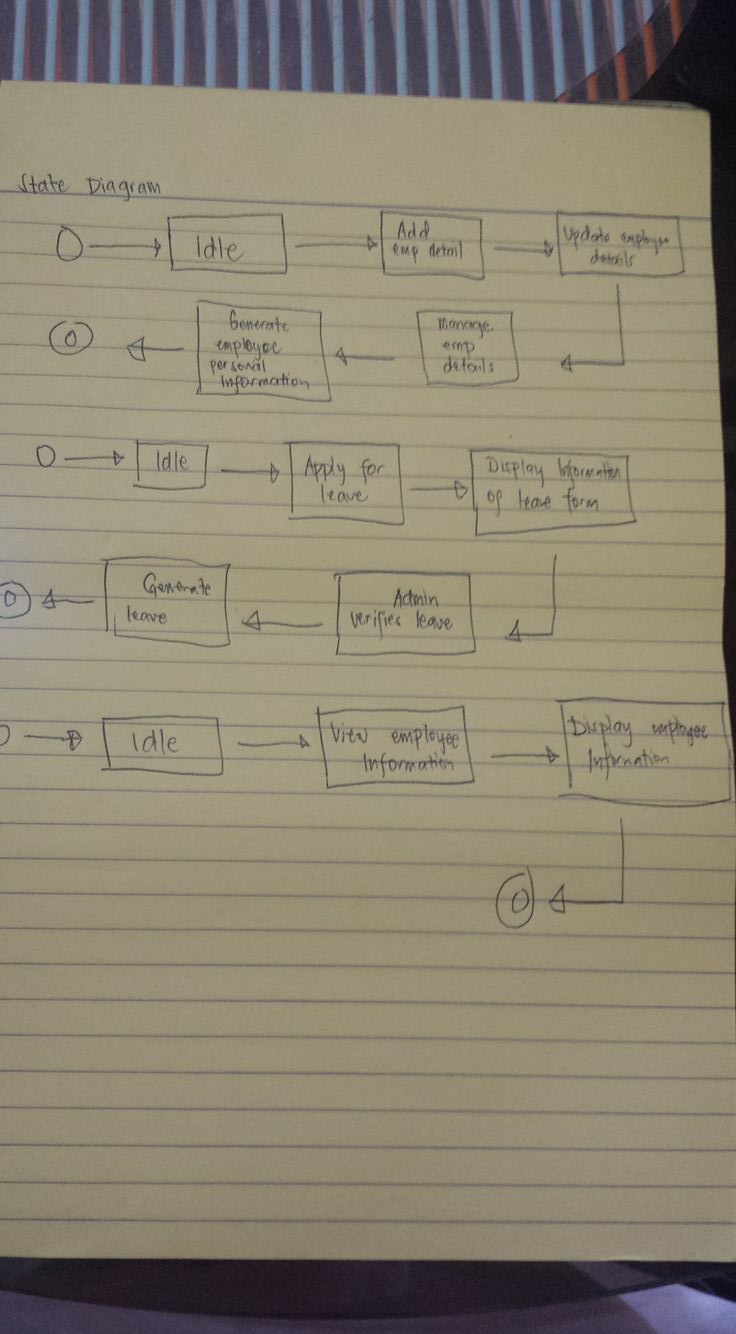 State Diagram
Idle
Add
emp detail
Update employee
details
Generate
employee
personal
Information
manage
emp
details
Idle
Apply for
leave
Display Information
of leave form
Generate
leave
Admin
verifies leave
Idle
View employee
Information
Display employee
Information